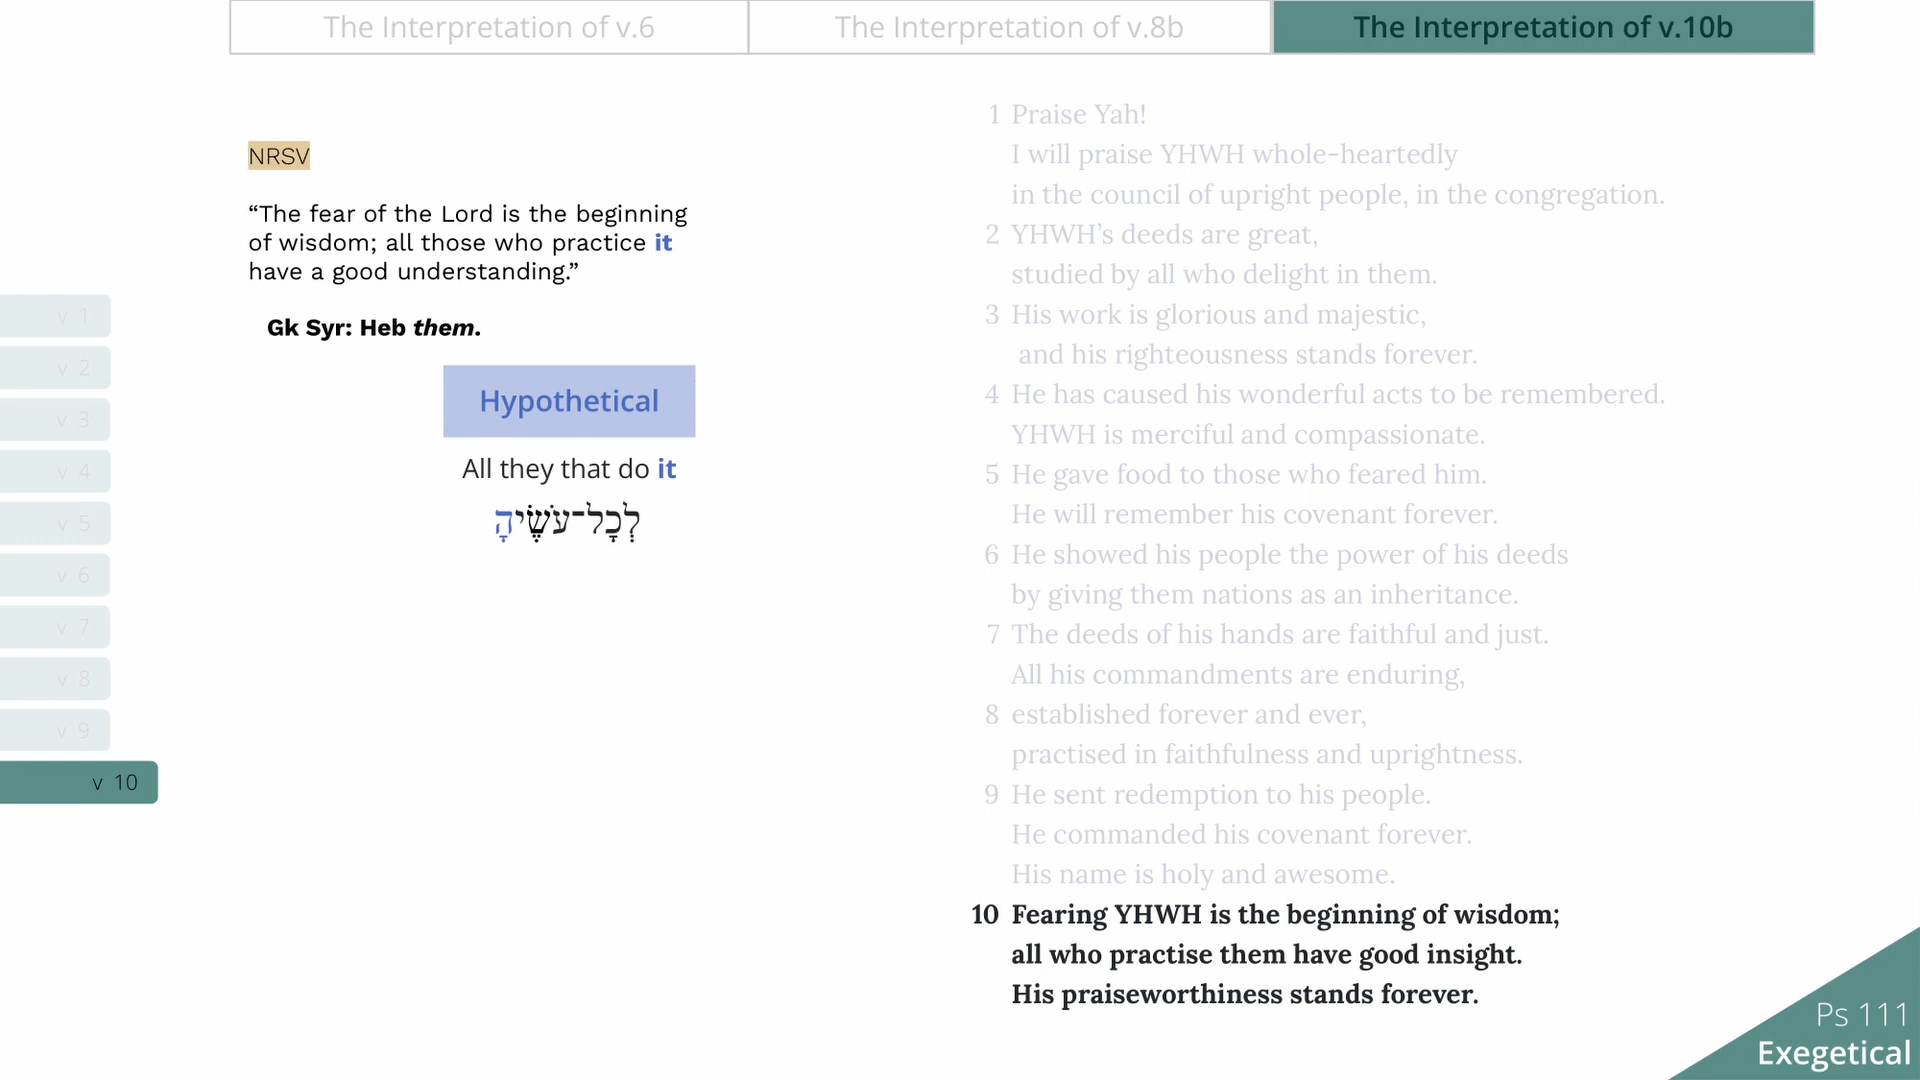 The Interpretation of v.6
The Interpretation of v.8b
The Interpretation of v.10b
NRSV
“The fear of the Lord is the beginning
of wisdom; all those who practice it
have a good understanding.”
Gk Syr: Heb them.
Hypothetical
All they that do it
לְכָל־עֹשֶׂיהָ
v 1
v 2
v 3
v 4
v 5
v 6
v 7
v 8
v 9
v 10
1 Praise Yah!
I will praise YHWH whole-heartedly
in the council of upright people, in the congregation.
2 YHWH’s deeds are great,
studied by all who delight in them.
3 His work is glorious and majestic,
and his righteousness stands forever.
4 He has caused his wonderful acts to be remembered.
YHWH is merciful and compassionate.
5 He gave food to those who feared him.
He will remember his covenant forever.
6 He showed his people the power of his deeds
by giving them nations as an inheritance.
7 The deeds of his hands are faithful and just.
All his commandments are enduring,
8 established forever and ever,
practised in faithfulness and uprightness.
9 He sent redemption to his people.
He commanded his covenant forever.
His name is holy and awesome.
10 Fearing YHWH is the beginning of wisdom;
all who practise them have good insight.
His praiseworthiness stands forever.
Ps 111
Exegetical